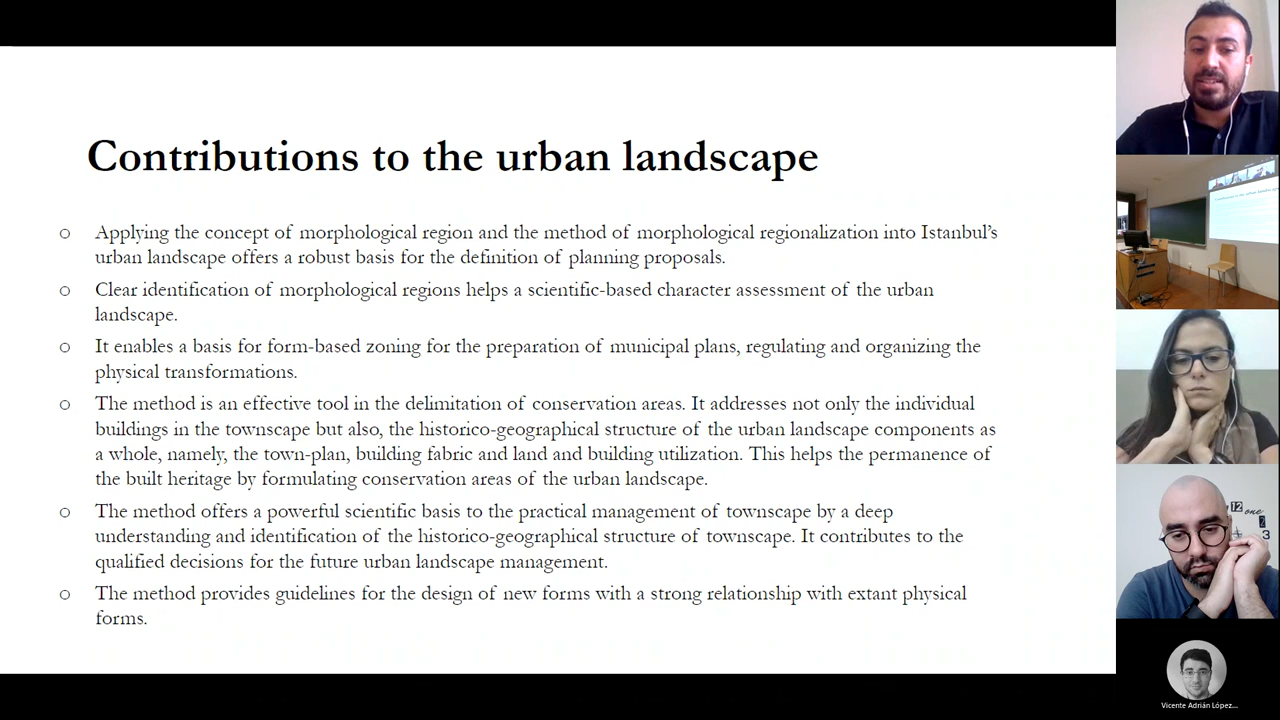 Contributions to the urban landscape
o Applying the concept of morphological region and the method of morphological regionalization into Istanbul's
urban landscape offers a robust basis for the definition of planning proposals.
o Clear identification of morphological regions helps a scientific-based character assessment of the urban
landscape.
o It enables a basis for form-based zoning for the preparation of municipal plans, regulating and organizing the
physical transformations.
o The method is an effective tool in the delimitation of conservation areas. It addresses not only the individual
buildings in the townscape but also, the historico-geographical structure of the urban landscape components as
a whole, namely, the town-plan, building fabric and land and building utilization. This helps the permanence of
the built heritage by formulating conservation areas of the urban landscape.
o The method offers a powerful scientific basis to the practical management of townscape by a deep
understanding and identification of the historico-geographical structure of townscape. It contributes to the
qualified decisions for the future urban landscape management.
o The method provides guidelines for the design of new forms with a strong relationship with extant physical
forms.
12
one
3
Vicente Adrián López...